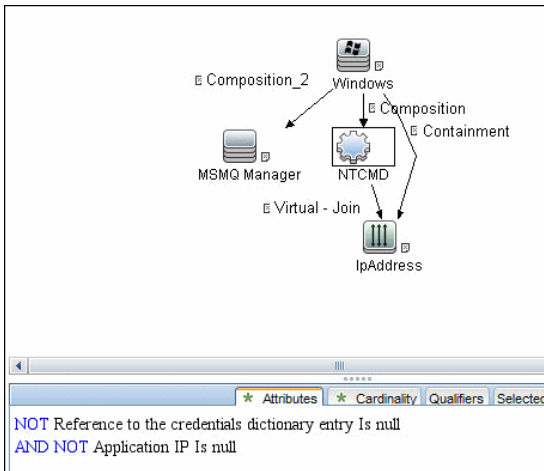 Windows
Composition_2
Composition
Containment
MSMQ Manager
NTCMD
Virtual - Join
IpAddress
Attributes
Cardinality
Qualifiers
Selected
NOT Reference to the credentials dictionary entry Is null
AND NOT Application IP Is null